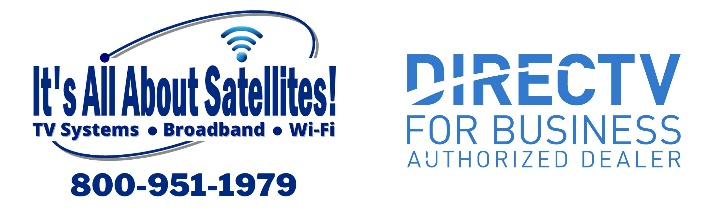 It's All About Satellites!
TV Systems ● Broadband ● Wi-Fi
800-951-1979
DIRECTV
FOR BUSINESS
AUTHORIZED DEALER